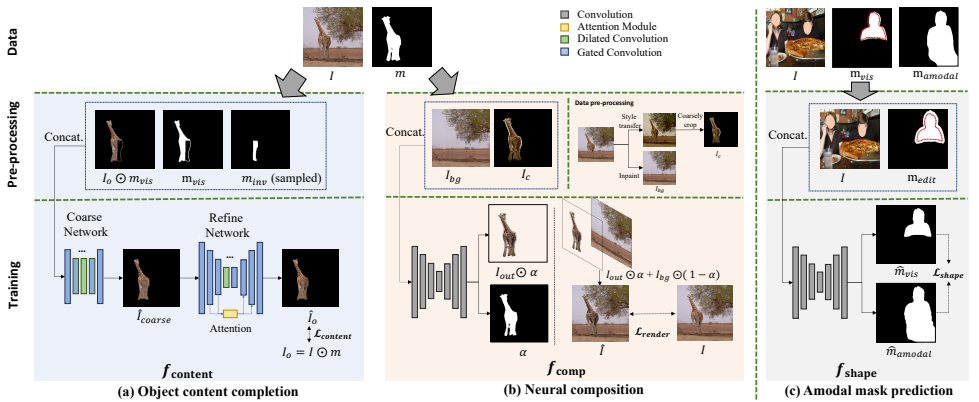 Data
I
m
Convolution
Attention Module
Dilated Convolution
Gated Convolution
I
m_vis
m_amodal
Pre-processing
Concat.
I_o ⊙ m_vis
m_vis
m_inv (sampled)
Concat.
I_bg
I_c
Data pre-processing
Style transfer
Coarsely crop
I_c
Inpaint
I_bg
Concat.
I
m_edit
Training
Coarse
Network
Refine
Network
...
...
Î_coarse
Attention
Î_o
ℒ_content
I_o = I ⊙ m
f_content
I_out ⊙ α
α
I_out ⊙ α + I_bg ⊙ (1 − α)
Î
ℒ_render
I
f_comp
m̂_vis
ℒ_shape
m̂_amodal
f_shape
(a) Object content completion
(b) Neural composition
(c) Amodal mask prediction